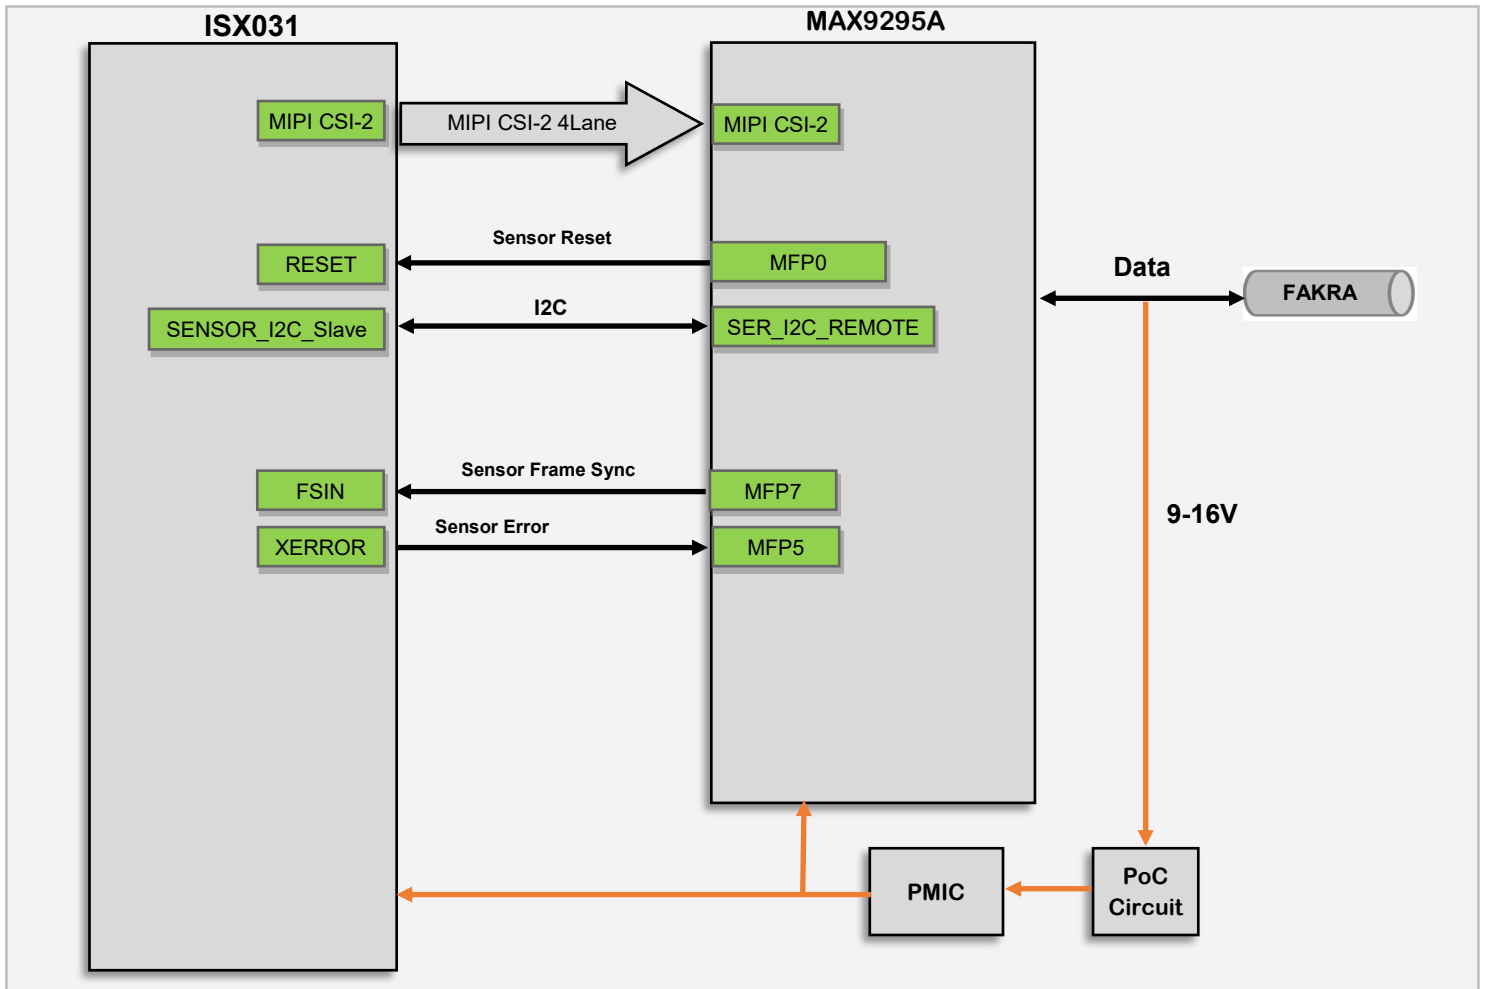 ISX031
MAX9295A
MIPI CSI-2
MIPI CSI-2 4Lane
MIPI CSI-2
Sensor Reset
RESET
MFP0
Data
FAKRA
I2C
SENSOR_I2C_Slave
SER_I2C_REMOTE
Sensor Frame Sync
FSIN
MFP7
9-16V
Sensor Error
XERROR
MFP5
PMIC
PoC
Circuit